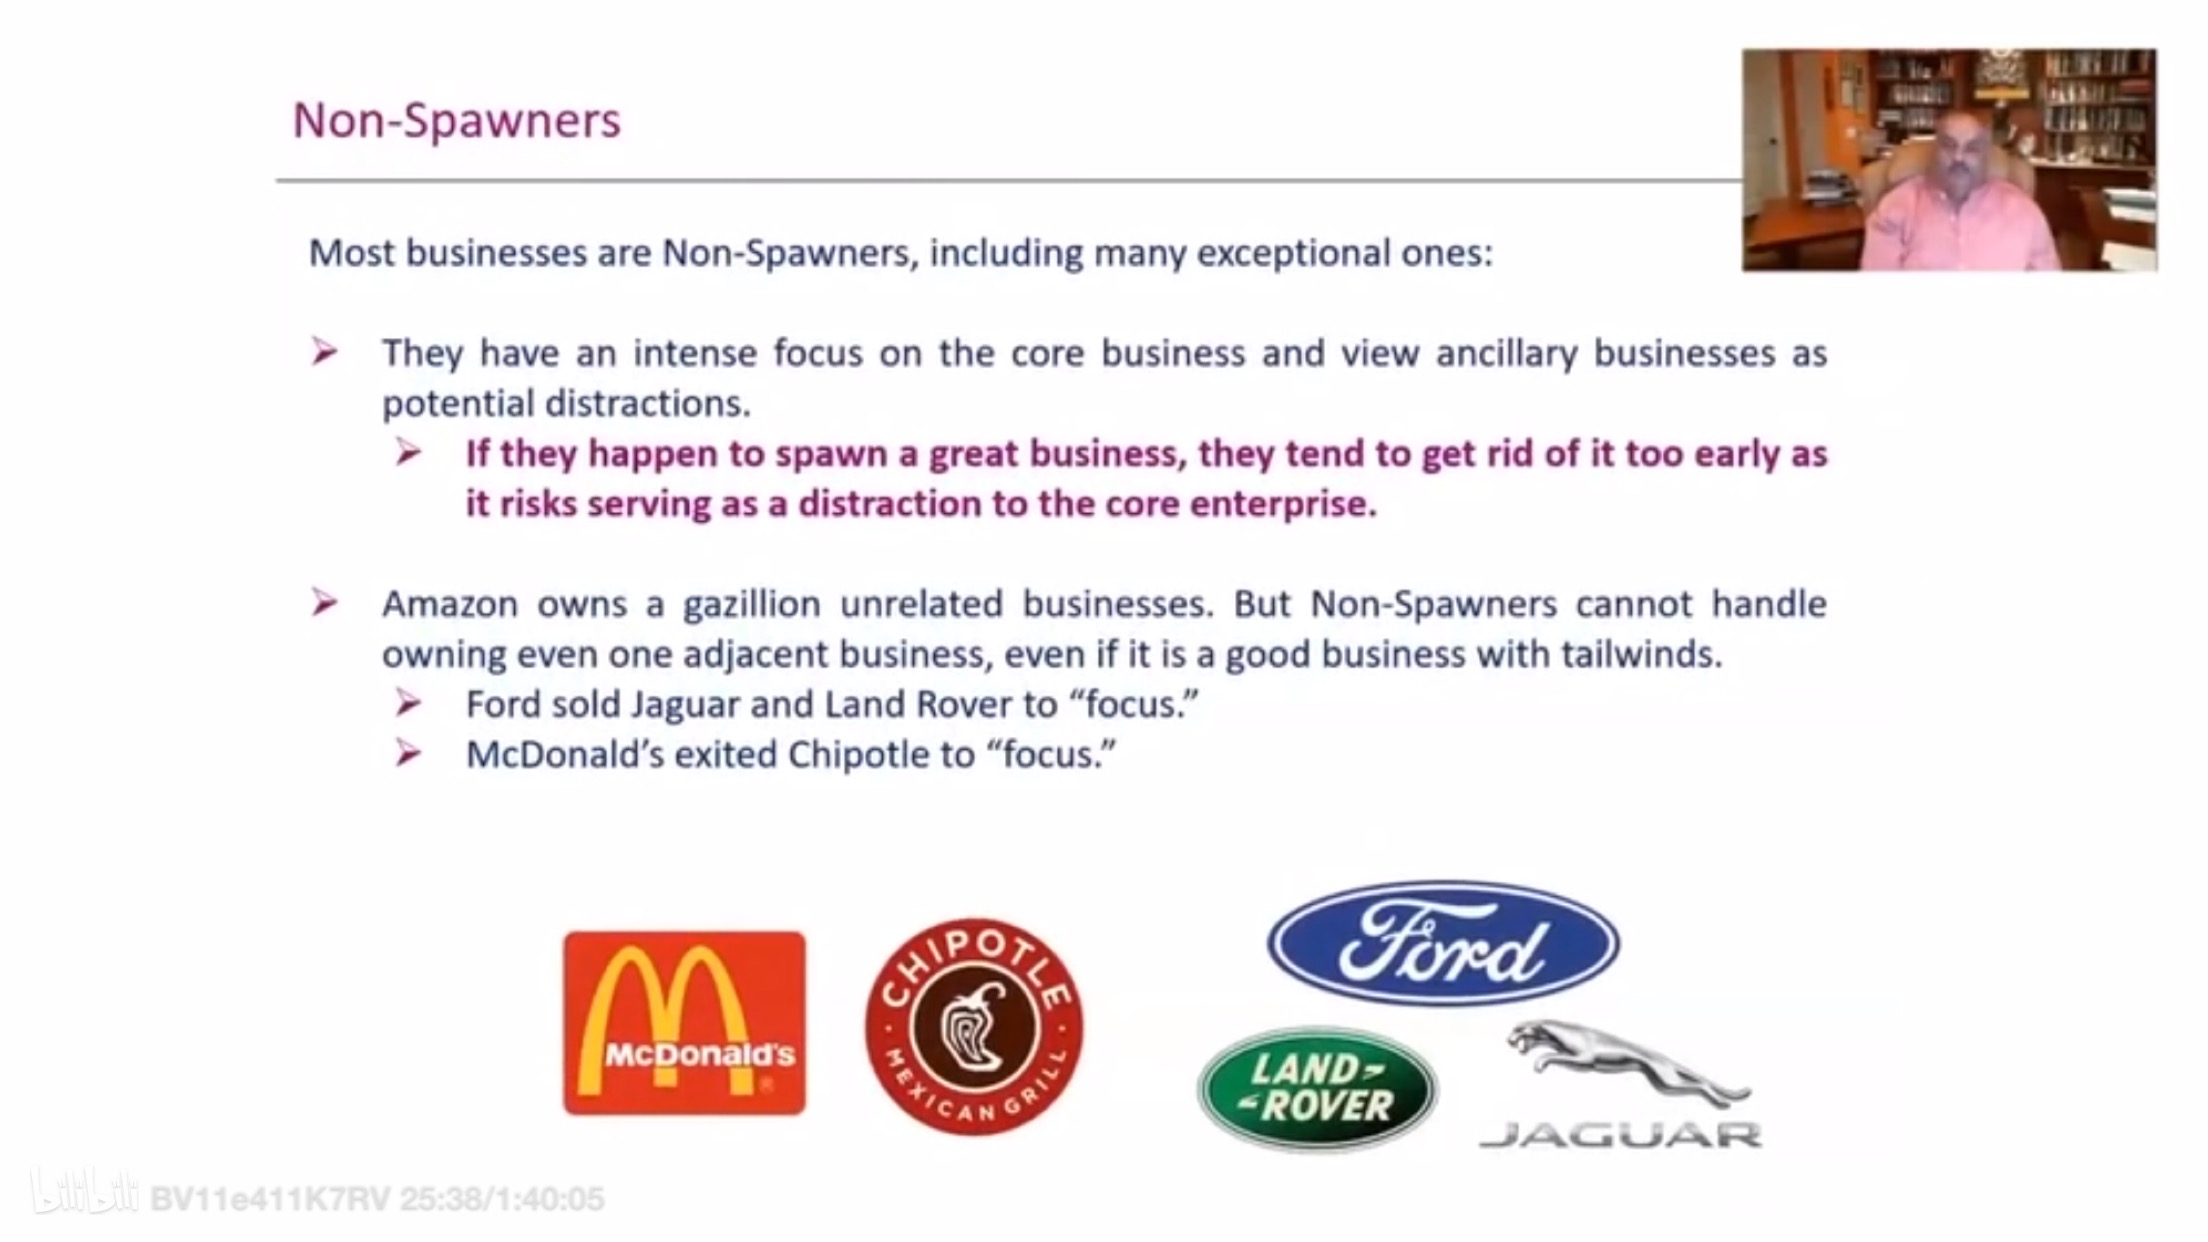 Non-Spawners
Most businesses are Non-Spawners, including many exceptional ones:
They have an intense focus on the core business and view ancillary businesses as
potential distractions.
If they happen to spawn a great business, they tend to get rid of it too early as
it risks serving as a distraction to the core enterprise.
Amazon owns a gazillion unrelated businesses. But Non-Spawners cannot handle
owning even one adjacent business, even if it is a good business with tailwinds.
Ford sold Jaguar and Land Rover to “focus.”
McDonald’s exited Chipotle to “focus.”
McDonald's ®
CHIPOTLE
MEXICAN GRILL
Ford
LAND-
ROVER
JAGUAR
bilibili BV11e411K7RV 25:38/1:40:05